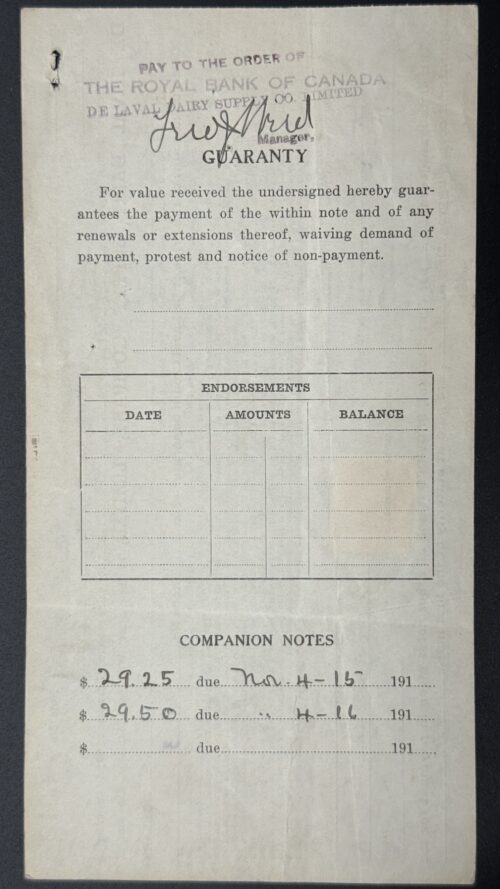 PAY TO THE ORDER OF
THE ROYAL BANK OF CANADA
DE LAVAL DAIRY SUPPLY CO. LIMITED
Manager.
GUARANTY
For value received the undersigned hereby guar-
antees the payment of the within note and of any
renewals or extensions thereof, waiving demand of
payment, protest and notice of non-payment.
ENDORSEMENTS
DATE AMOUNTS BALANCE
COMPANION NOTES
$ 29.25 due Nov. 4-15 191
$ 29.50 due " 4-16 191
$ due 191